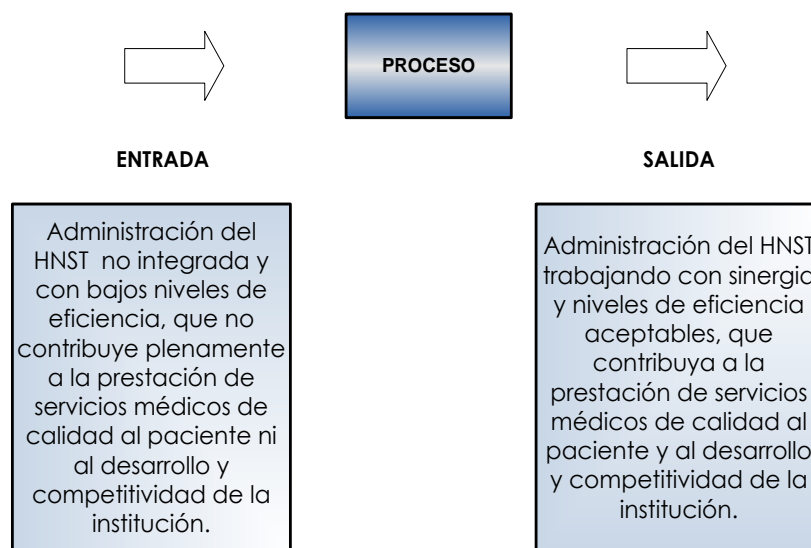 PROCESO
ENTRADA
SALIDA
Administración del
HNST no integrada y
con bajos niveles de
eficiencia, que no
contribuye plenamente
a la prestación de
servicios médicos de
calidad al paciente ni
al desarrollo y
competitividad de la
institución.
Administración del HNST
trabajando con sinergia
y niveles de eficiencia
aceptables, que
contribuya a la
prestación de servicios
médicos de calidad al
paciente y al desarrollo
y competitividad de la
institución.